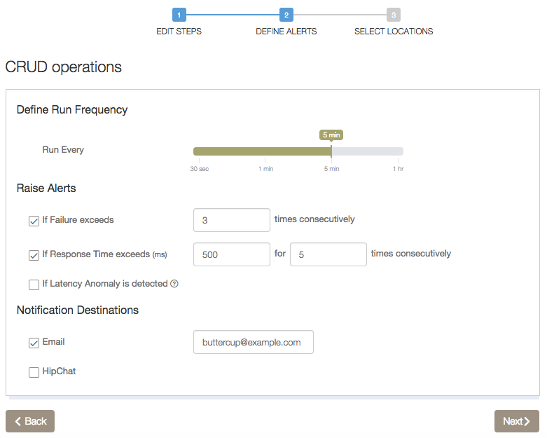 1 2 3
EDIT STEPS DEFINE ALERTS SELECT LOCATIONS
CRUD operations
Define Run Frequency
5 min
Run Every
30 sec 1 min 5 min 1 hr
Raise Alerts
If Failure exceeds 3 times consecutively
If Response Time exceeds (ms) 500 for 5 times consecutively
If Latency Anomaly is detected ?
Notification Destinations
Email buttercup@example.com
HipChat
Back Next